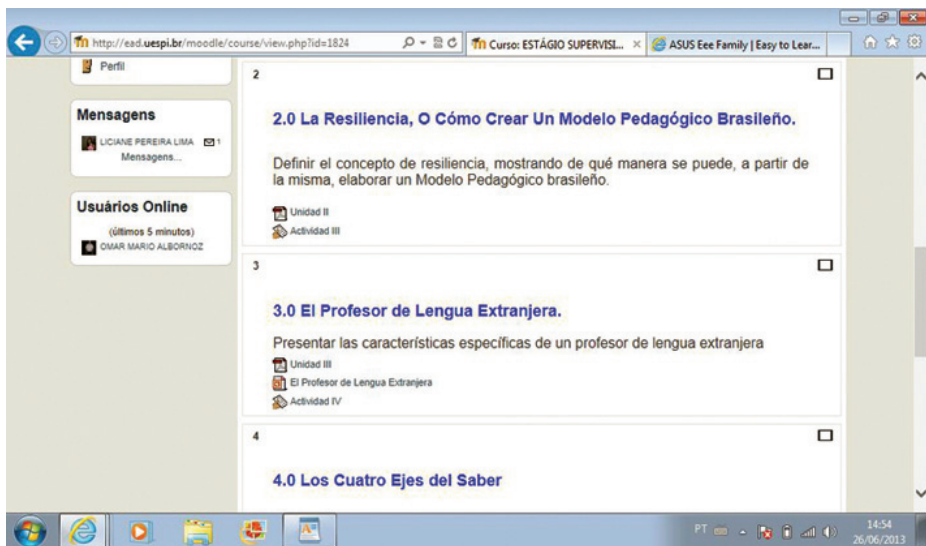 http://ead.uespi.br/moodle/course/view.php?id=1824
Curso: ESTÁGIO SUPERVISI...
ASUS Eee Family | Easy to Lear...
Perfil
Mensagens
LICIANE PEREIRA LIMA 1
Mensagens...
Usuários Online
(últimos 5 minutos)
OMAR MARIO ALBORNOZ
2
2.0 La Resiliencia, O Cómo Crear Un Modelo Pedagógico Brasileño.
Definir el concepto de resiliencia, mostrando de qué manera se puede, a partir de
la misma, elaborar un Modelo Pedagógico brasileño.
Unidad II
Actividad III
3
3.0 El Profesor de Lengua Extranjera.
Presentar las características específicas de un profesor de lengua extranjera
Unidad III
El Profesor de Lengua Extranjera
Actividad IV
4
4.0 Los Cuatro Ejes del Saber
PT
14:54
26/06/2013